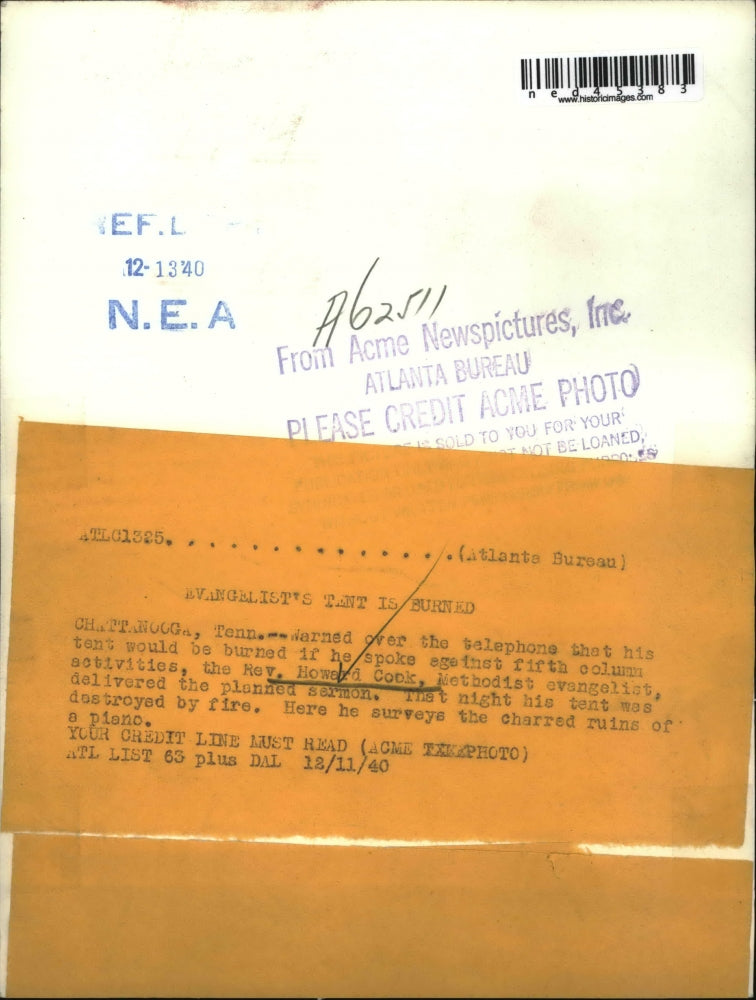 ned45383
www.historicimages.com
EF. L
12-13'40
N.E.A
A62511
From Acme Newspictures, Inc.
ATLANTA BUREAU
PLEASE CREDIT ACME PHOTO
IS SOLD TO YOU FOR YOUR
NOT BE LOANED,
ATLC1325. . . . . . . . . . . . . . .(Atlanta Bureau)
EVANGELIST'S TENT IS BURNED
CHATTANOOGA, Tenn.--Warned over the telephone that his
tent would be burned if he spoke against fifth column
activities, the Rev. Howard Cook, Methodist evangelist,
delivered the planned sermon. That night his tent was
destroyed by fire. Here he surveys the charred ruins of
a piano.
YOUR CREDIT LINE MUST READ (ACME PHOTO)
ATL LIST 63 plus DAL 12/11/40